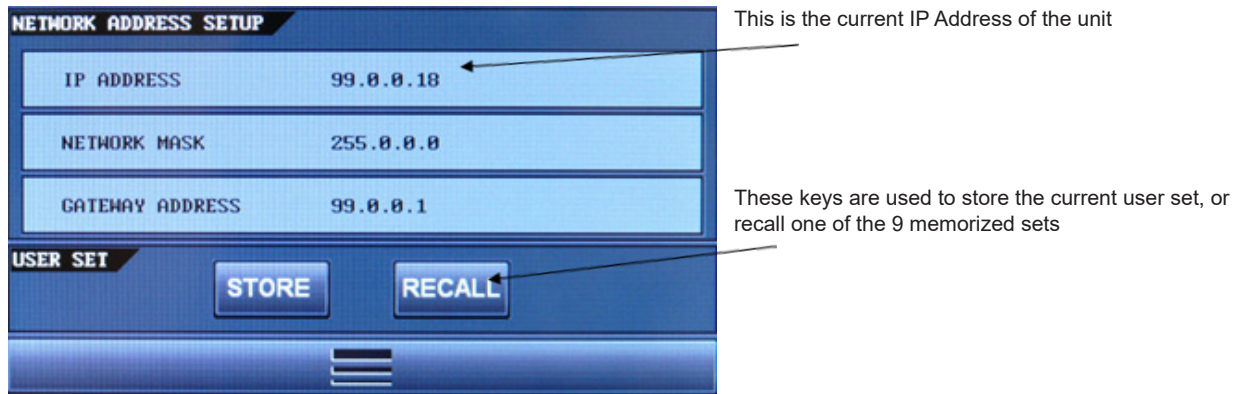 NETWORK ADDRESS SETUP
This is the current IP Address of the unit
IP ADDRESS 99.0.0.18
NETWORK MASK 255.0.0.0
GATEWAY ADDRESS 99.0.0.1
These keys are used to store the current user set, or
recall one of the 9 memorized sets
USER SET
STORE RECALL